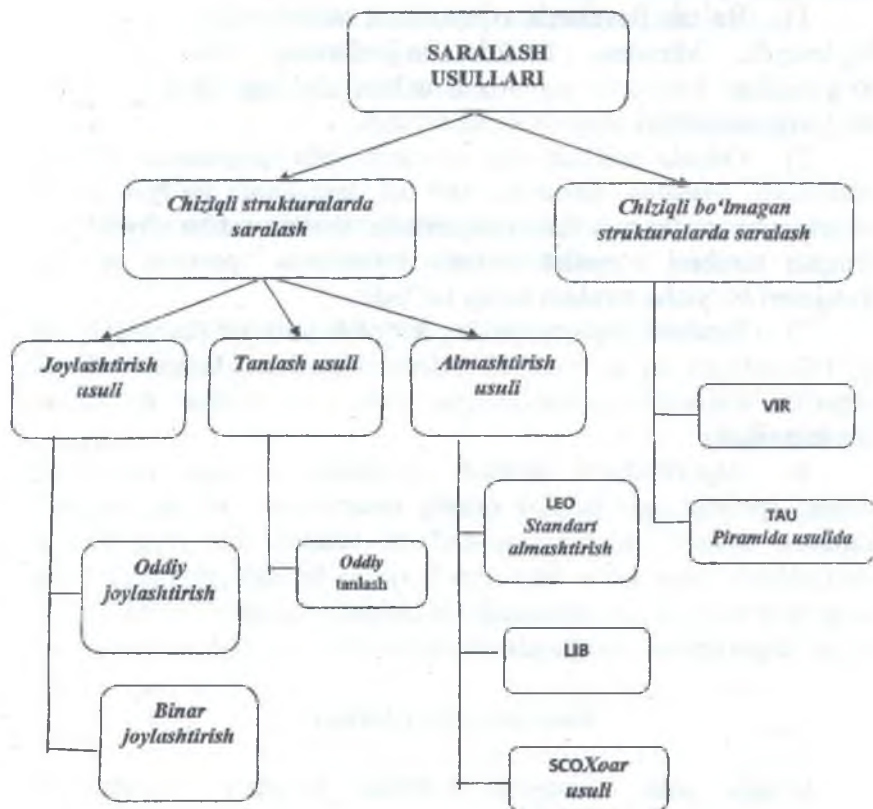 SARALASH
USULLARI
Chiziqli strukturalarda
saralash
Chiziqli bo‘lmagan
strukturalarda saralash
Joylashtirish
usuli
Tanlash usuli
Almashtirish
usuli
VIR
LEO
Standart
almashtirish
TAU
Piramida usulida
Oddiy
joylashtirish
Oddiy
tanlash
LIB
Binar
joylashtirish
SCOXoar
usuli